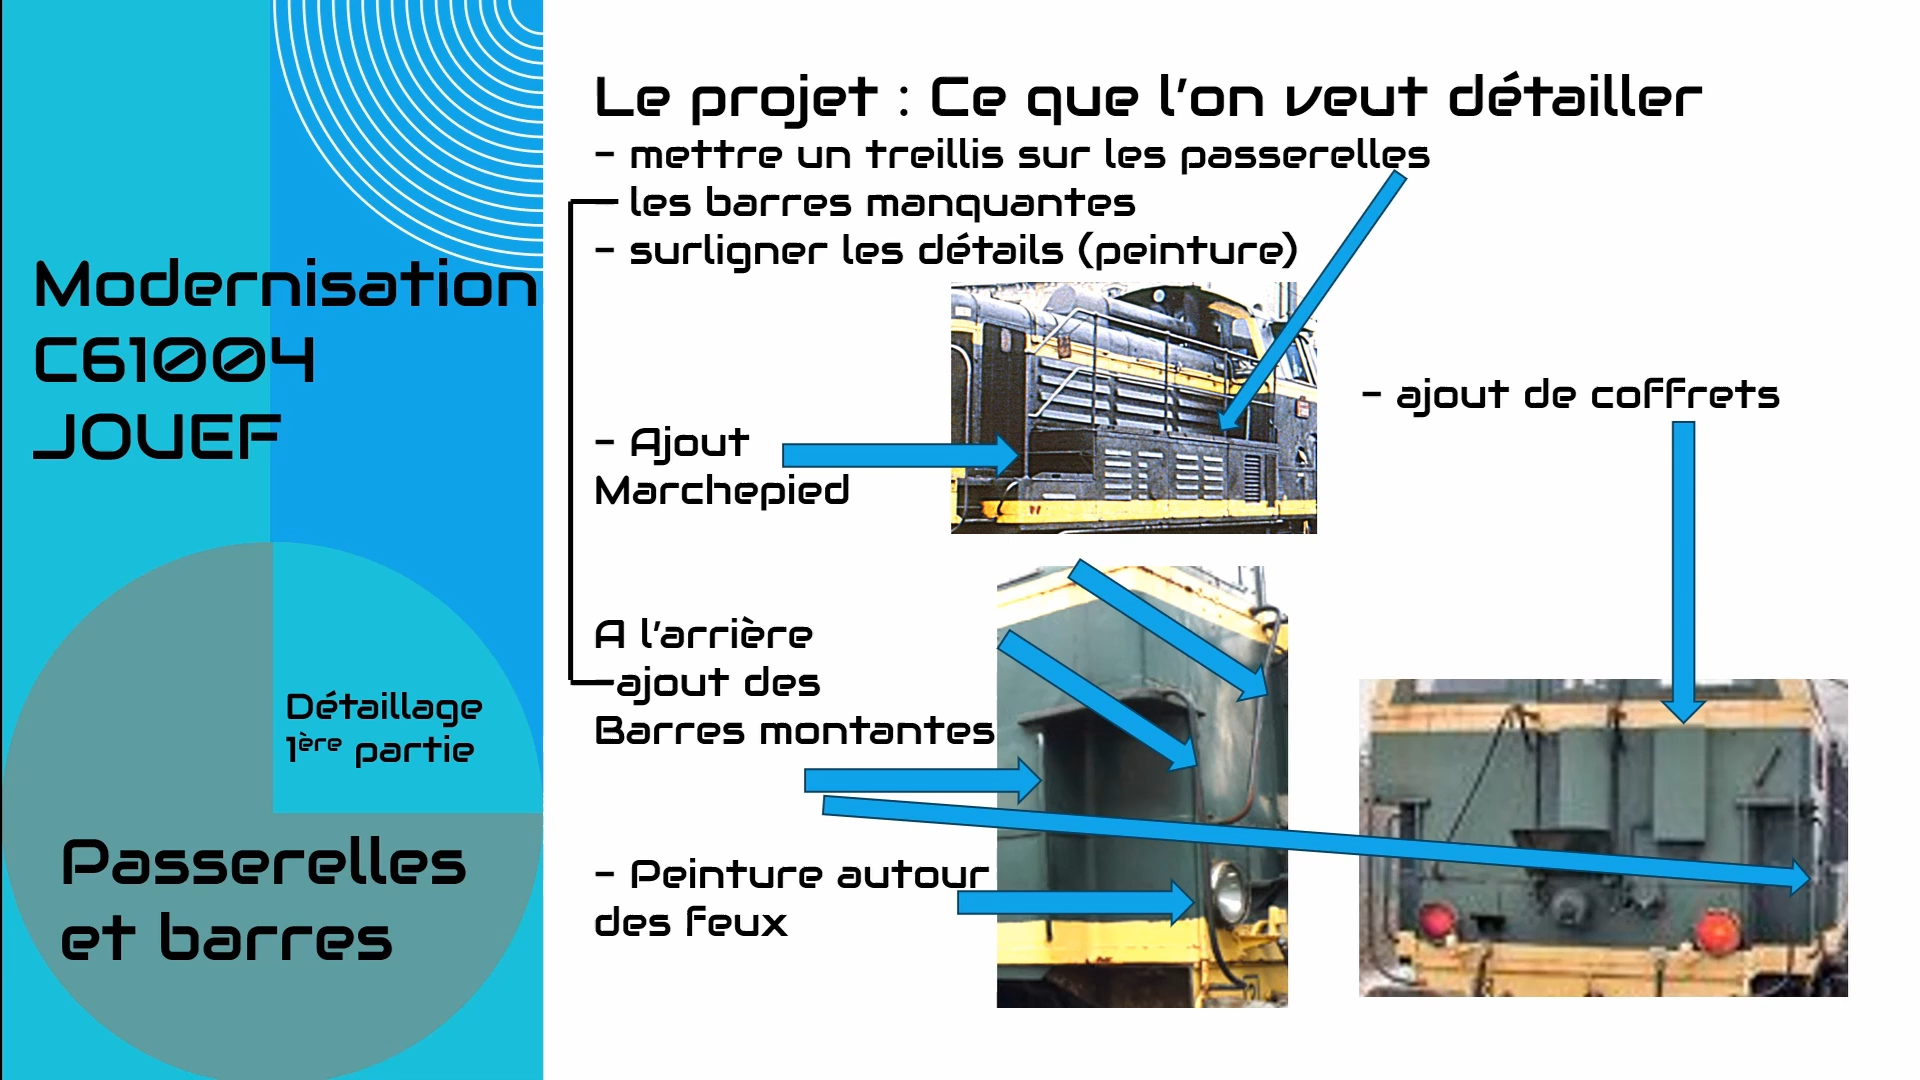 Modernisation
C61004
JOUEF
Détaillage
1ère partie
Passerelles
et barres
Le projet : Ce que l'on veut détailler
- mettre un treillis sur les passerelles
les barres manquantes
- surligner les détails (peinture)
- Ajout
Marchepied
- ajout de coffrets
A l'arrière
ajout des
Barres montantes
- Peinture autour
des feux